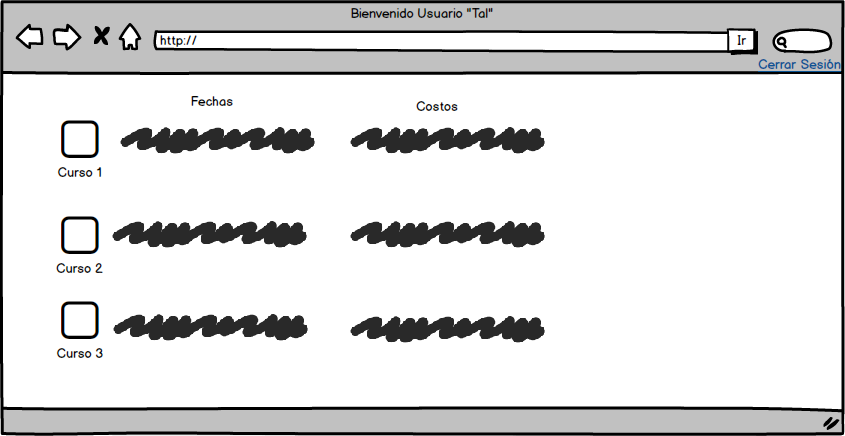 Bienvenido Usuario "Tal"
http://
Ir
Cerrar Sesión
Fechas
Costos
Curso 1
Curso 2
Curso 3